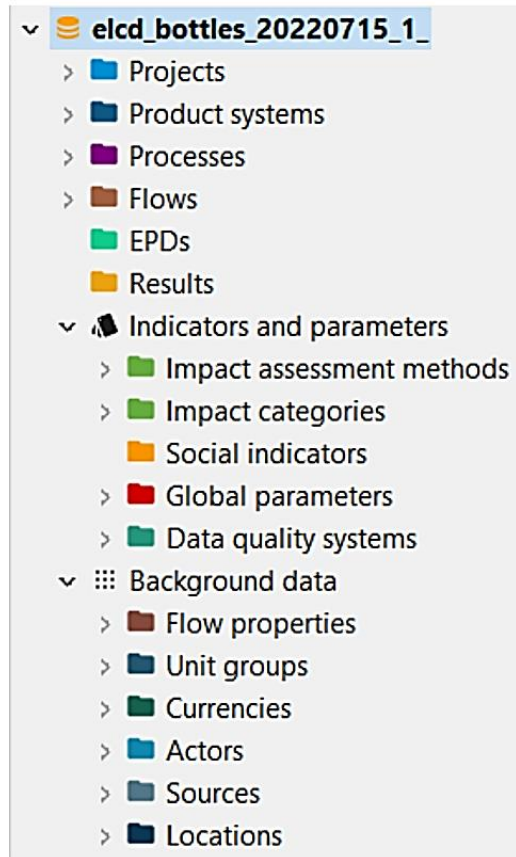 elcd_bottles_20220715_1_
Projects
Product systems
Processes
Flows
EPDs
Results
Indicators and parameters
Impact assessment methods
Impact categories
Social indicators
Global parameters
Data quality systems
Background data
Flow properties
Unit groups
Currencies
Actors
Sources
Locations